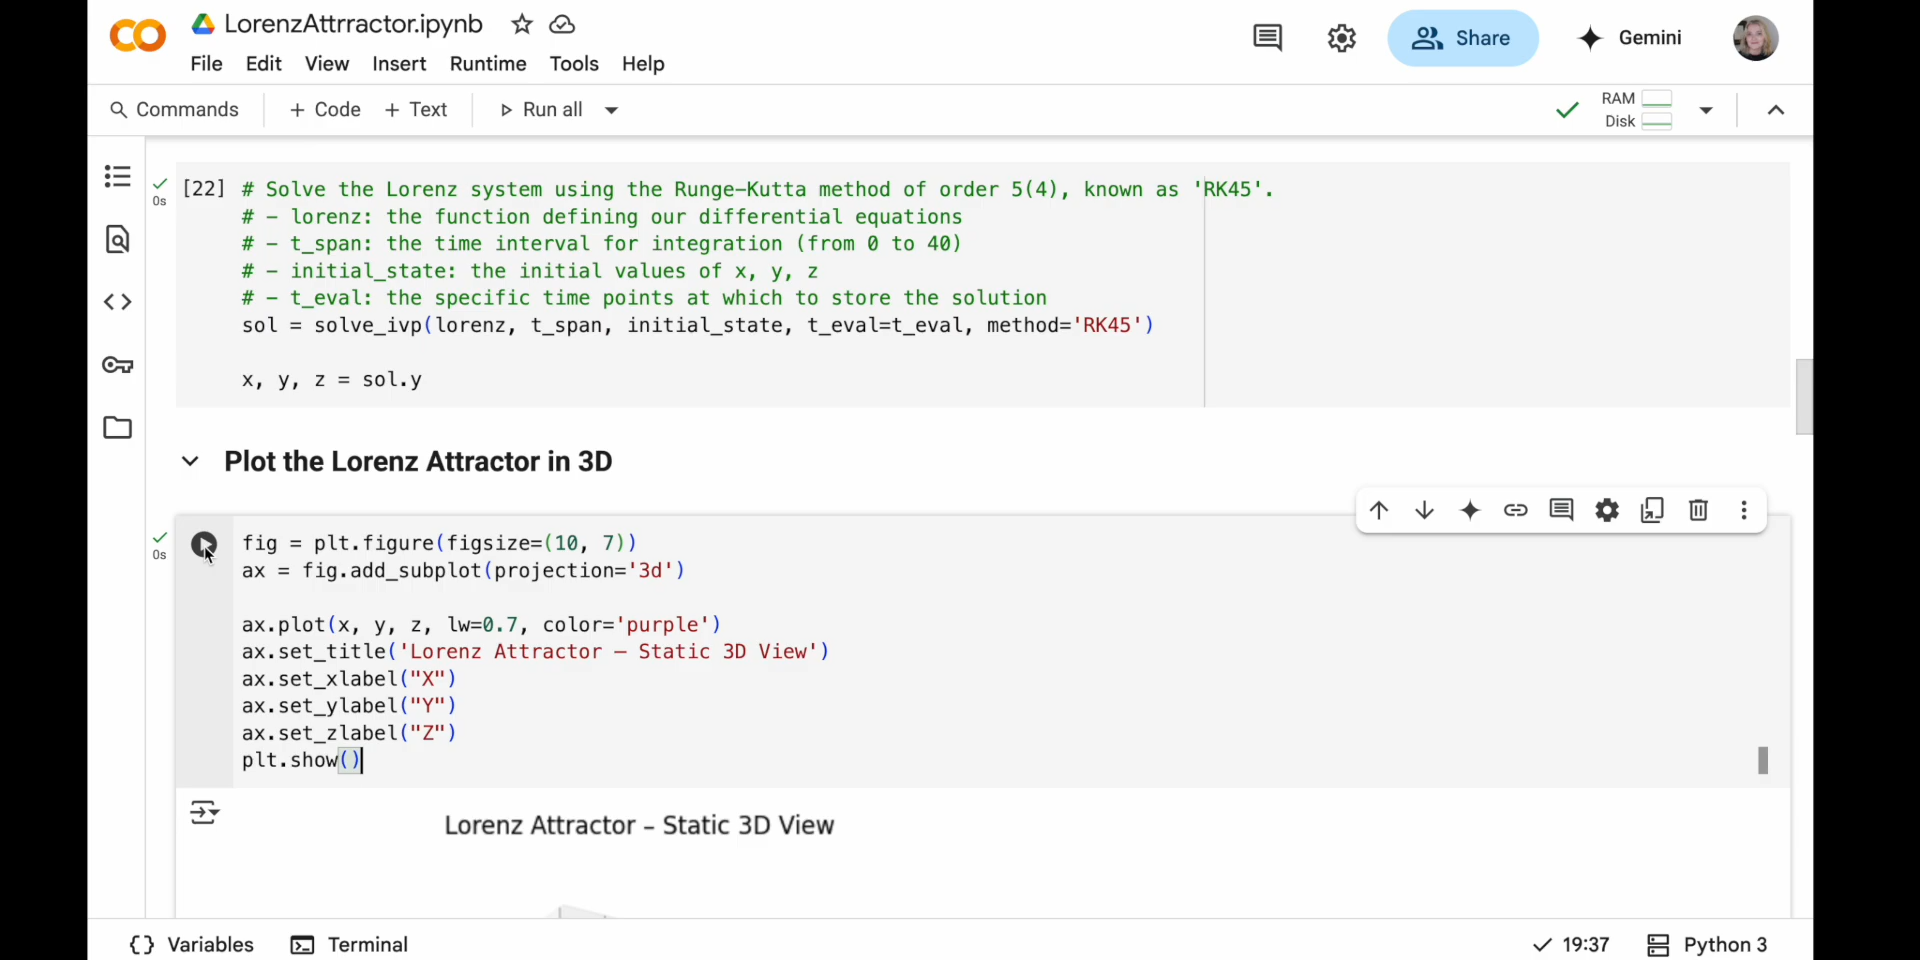 LorenzAttrractor.ipynb
File Edit View Insert Runtime Tools Help
Share
Gemini
Commands + Code + Text Run all
RAM
Disk
0s
[22] # Solve the Lorenz system using the Runge–Kutta method of order 5(4), known as 'RK45'.
# – lorenz: the function defining our differential equations
# – t_span: the time interval for integration (from 0 to 40)
# – initial_state: the initial values of x, y, z
# – t_eval: the specific time points at which to store the solution
sol = solve_ivp(lorenz, t_span, initial_state, t_eval=t_eval, method='RK45')
x, y, z = sol.y
Plot the Lorenz Attractor in 3D
0s
fig = plt.figure(figsize=(10, 7))
ax = fig.add_subplot(projection='3d')
ax.plot(x, y, z, lw=0.7, color='purple')
ax.set_title('Lorenz Attractor – Static 3D View')
ax.set_xlabel("X")
ax.set_ylabel("Y")
ax.set_zlabel("Z")
plt.show()
Lorenz Attractor – Static 3D View
{} Variables Terminal
19:37 Python 3